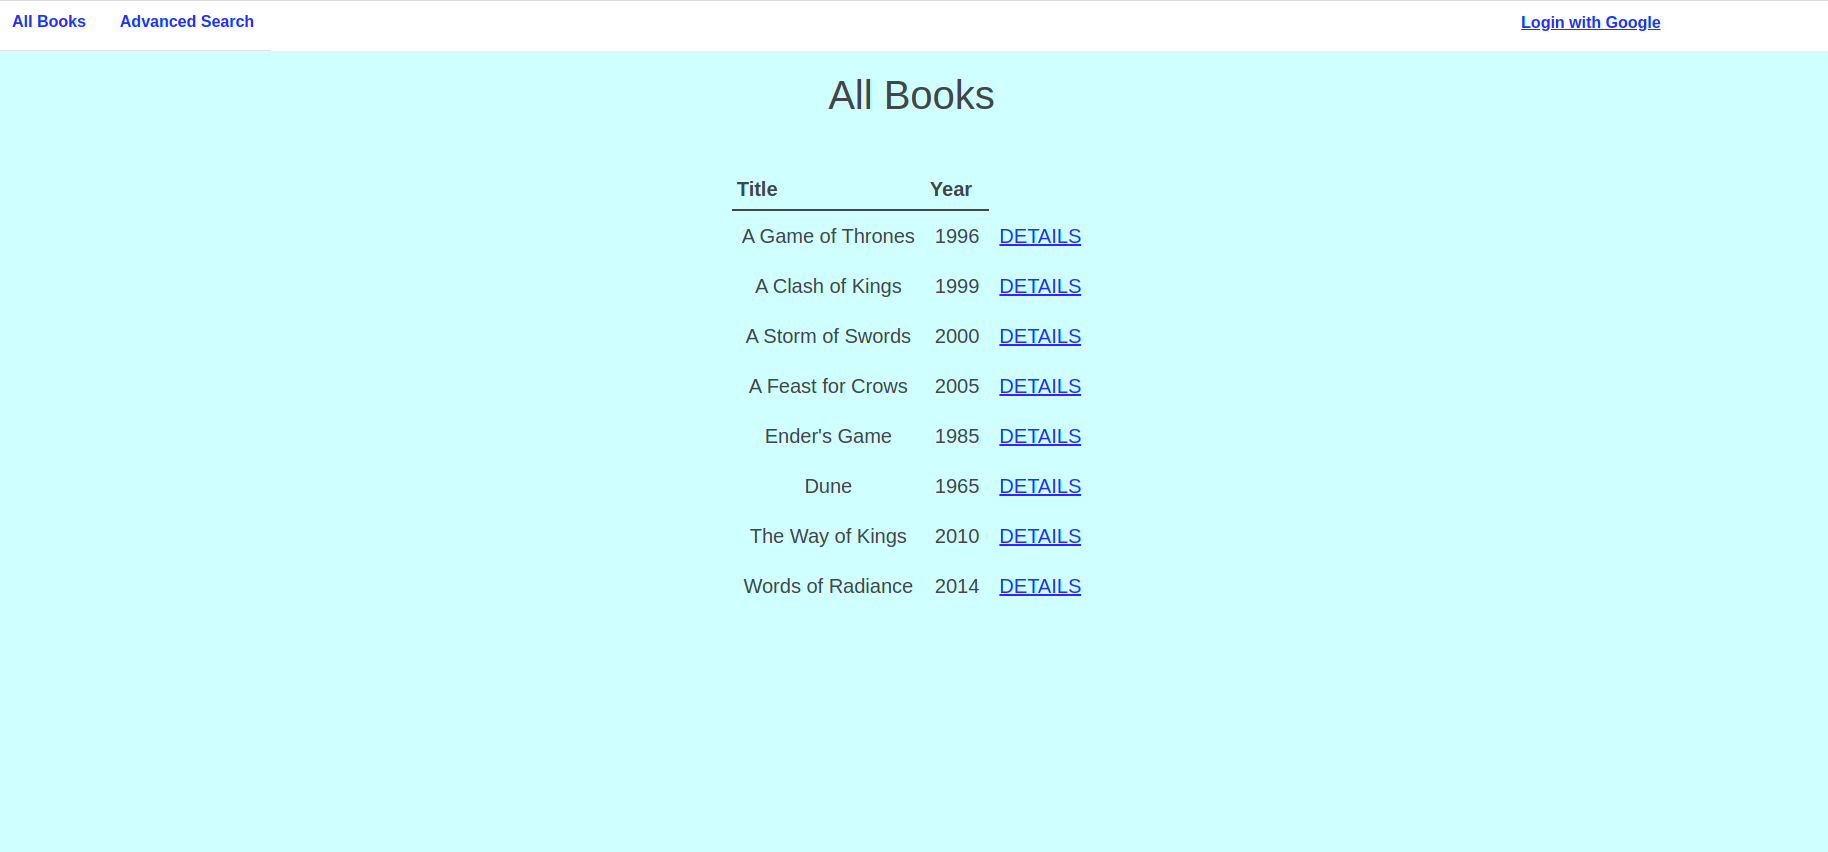 All Books Advanced Search Login with Google
All Books
Title Year
A Game of Thrones 1996 DETAILS
A Clash of Kings 1999 DETAILS
A Storm of Swords 2000 DETAILS
A Feast for Crows 2005 DETAILS
Ender's Game 1985 DETAILS
Dune 1965 DETAILS
The Way of Kings 2010 DETAILS
Words of Radiance 2014 DETAILS